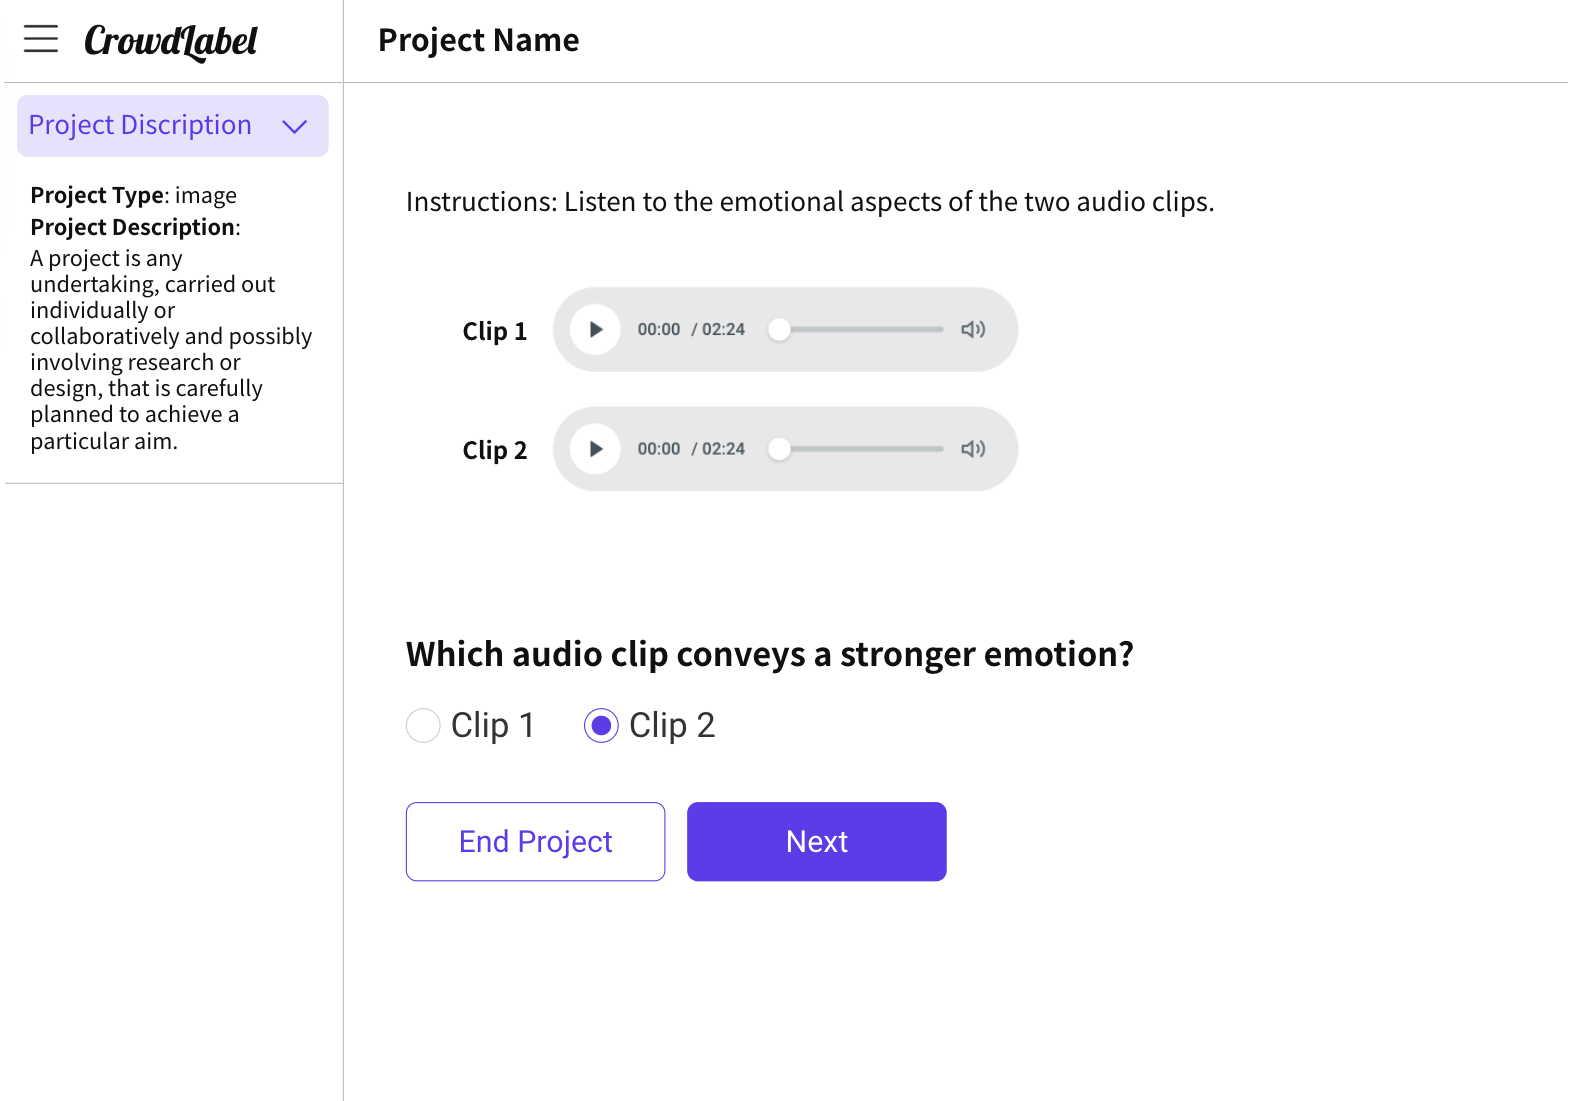 CrowdLabel
Project Name
Project Discription
Project Type: image
Project Description:
A project is any
undertaking, carried out
individually or
collaboratively and possibly
involving research or
design, that is carefully
planned to achieve a
particular aim.
Instructions: Listen to the emotional aspects of the two audio clips.
Clip 1
00:00 / 02:24
Clip 2
00:00 / 02:24
Which audio clip conveys a stronger emotion?
Clip 1 Clip 2
End Project Next